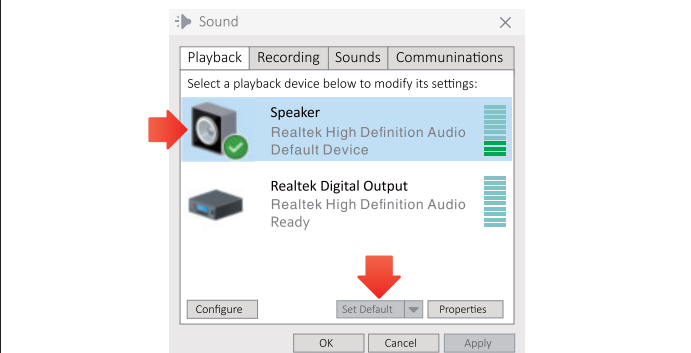 Sound
Playback Recording Sounds Communinations
Select a playback device below to modify its settings:
Speaker
Realtek High Definition Audio
Default Device
Realtek Digital Output
Realtek High Definition Audio
Ready
Configure Set Default Properties
OK Cancel Apply